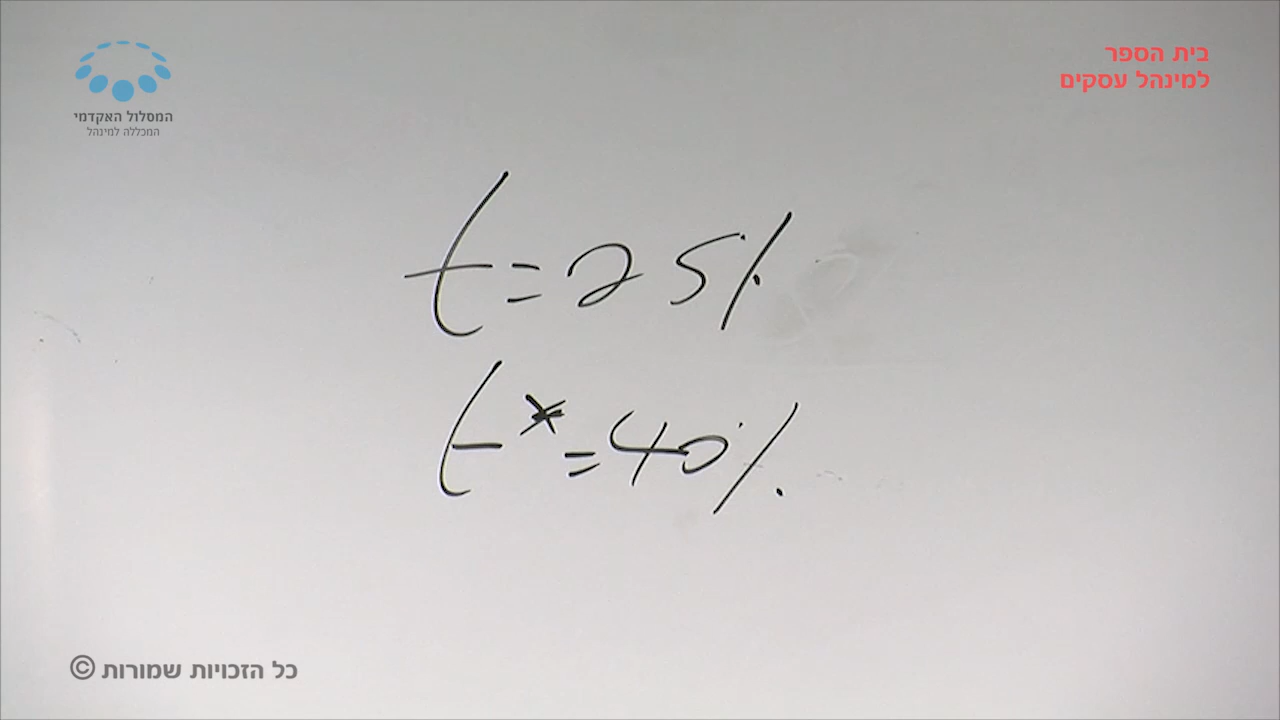 בית הספר
למינהל עסקים
המסלול האקדמי
המכללה למינהל
t = 25%
t* = 40%
כל הזכויות שמורות ©